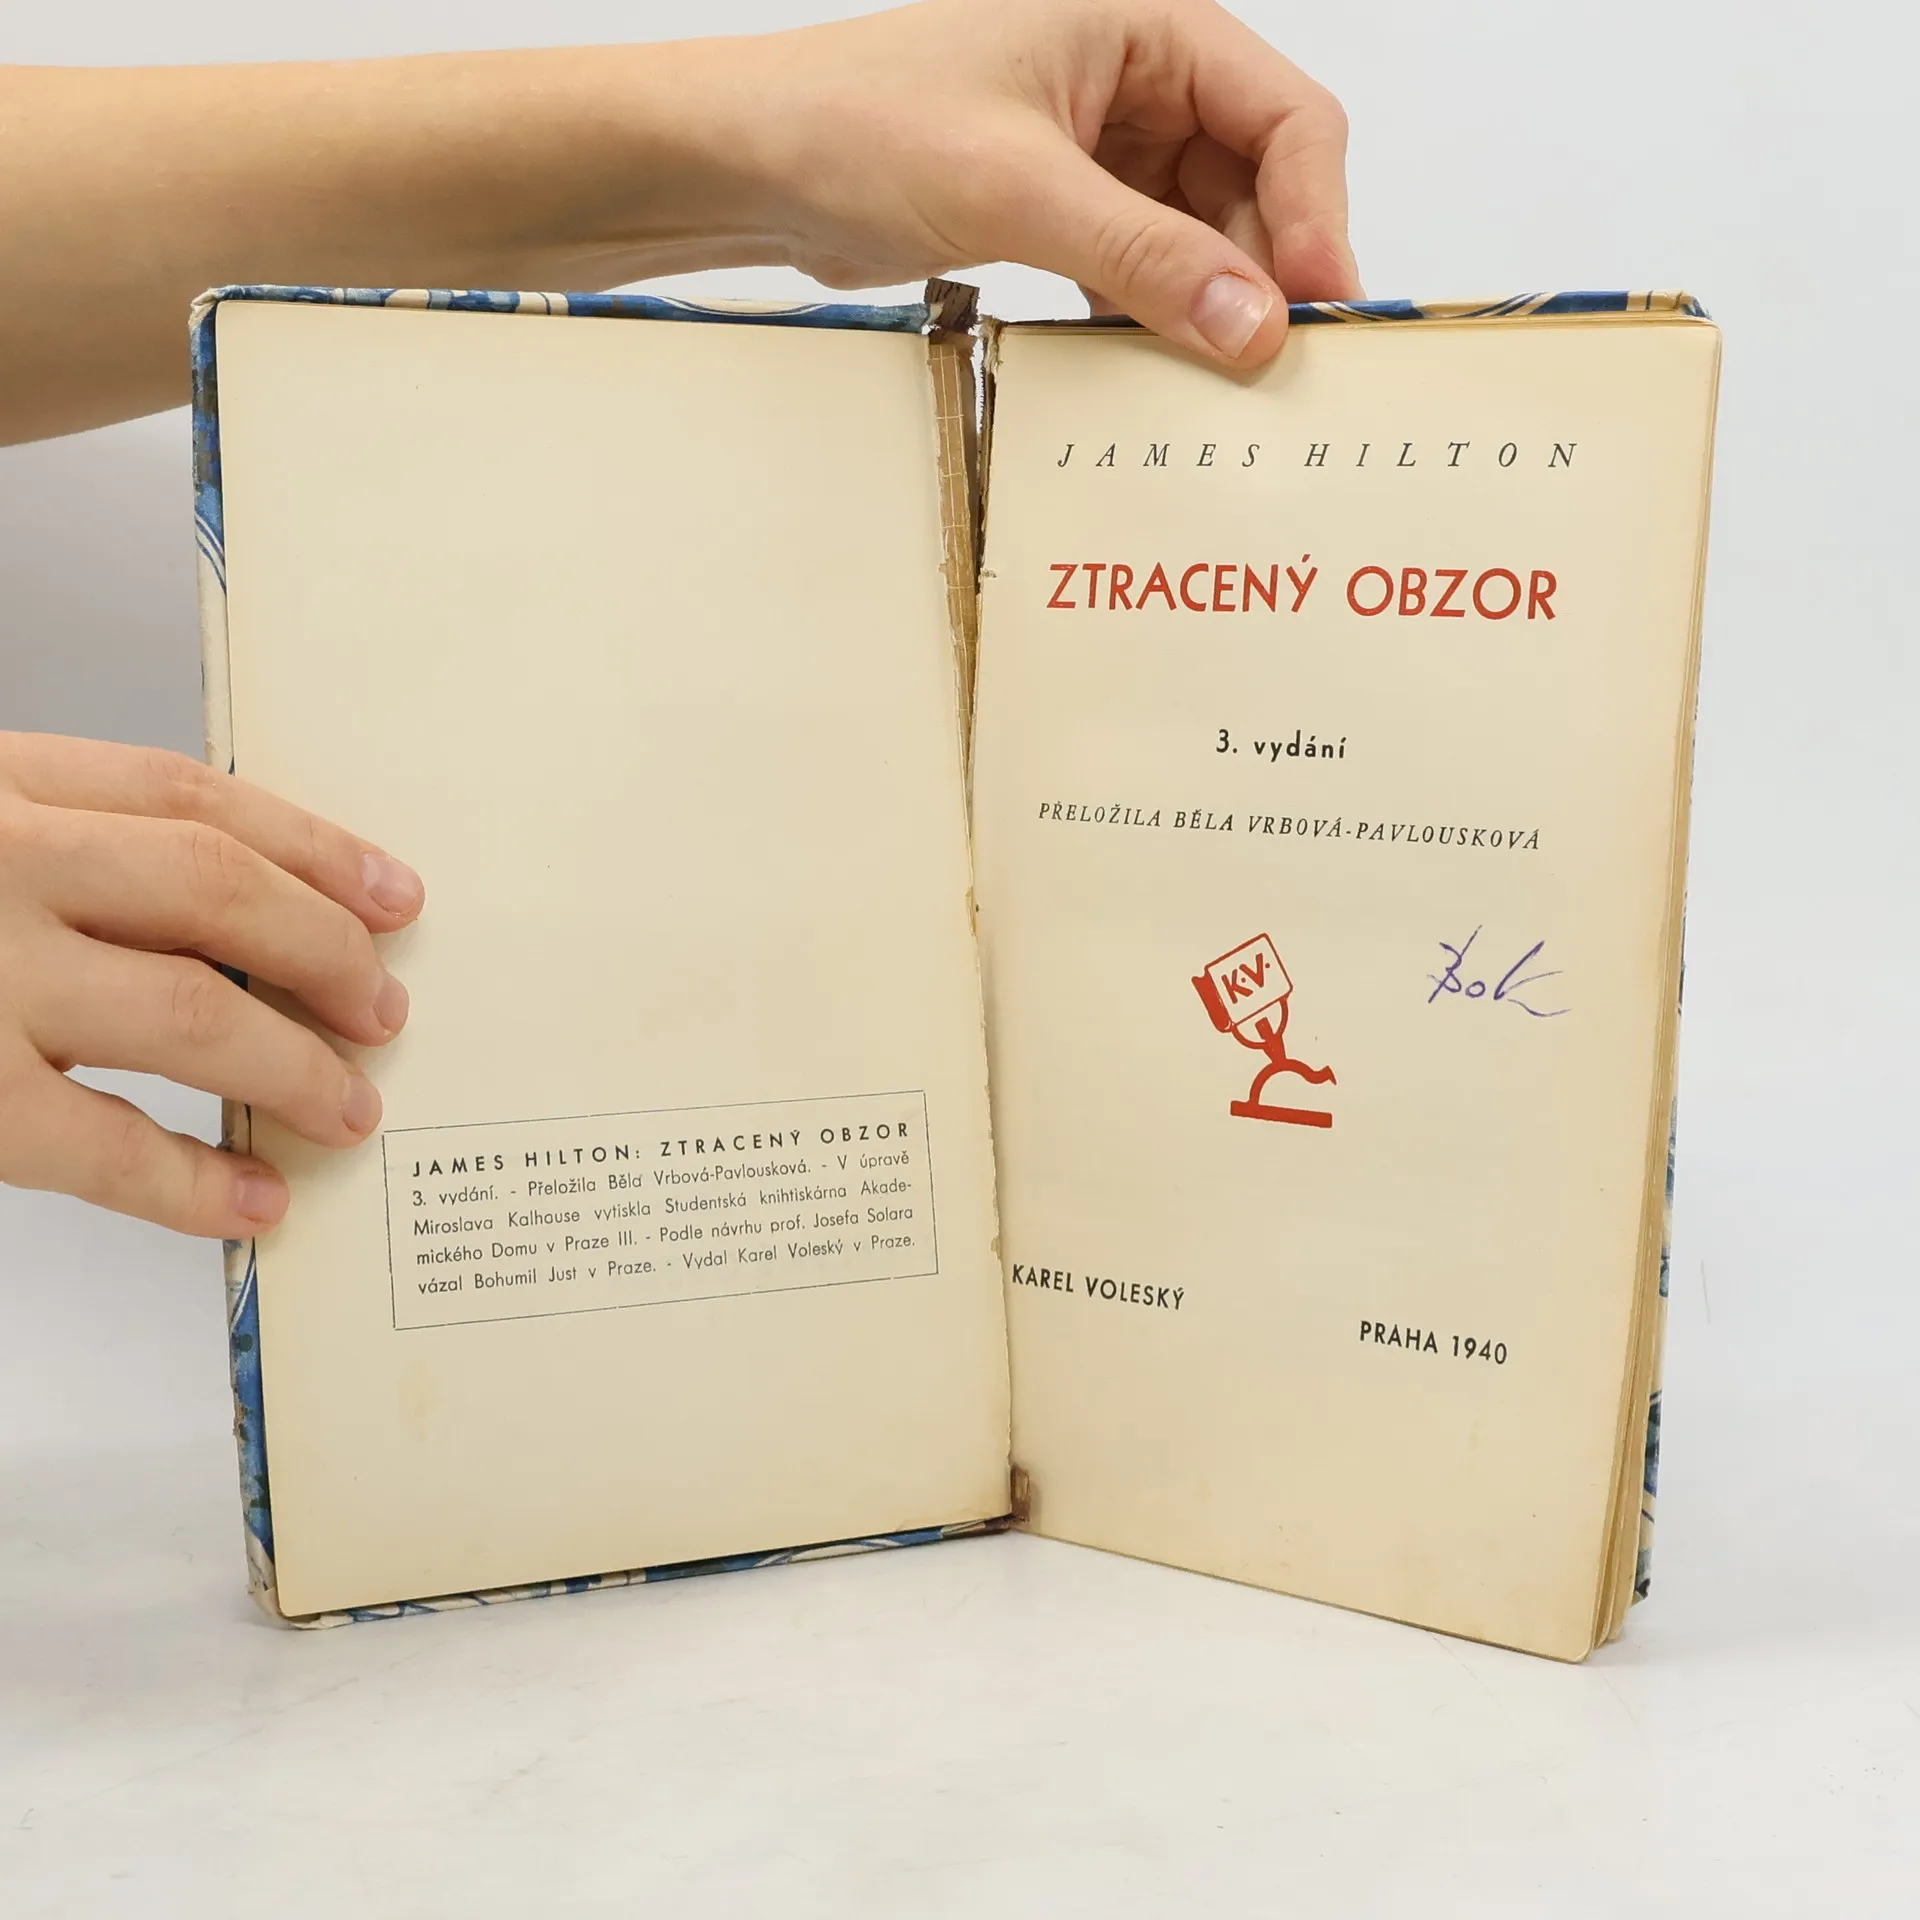 JAMES HILTON: ZTRACENÝ OBZOR
3. vydání. - Přeložila Běla Vrbová-Pavlousková. - V úpravě
Miroslava Kalhouse vytiskla Studentská knihtiskárna Akade-
mického Domu v Praze III. - Podle návrhu prof. Josefa Solara
vázal Bohumil Just v Praze. - Vydal Karel Voleský v Praze.
JAMES HILTON
ZTRACENÝ OBZOR
3. vydání
PŘELOŽILA BĚLA VRBOVÁ-PAVLOUSKOVÁ
K.V.
KAREL VOLESKÝ
PRAHA 1940